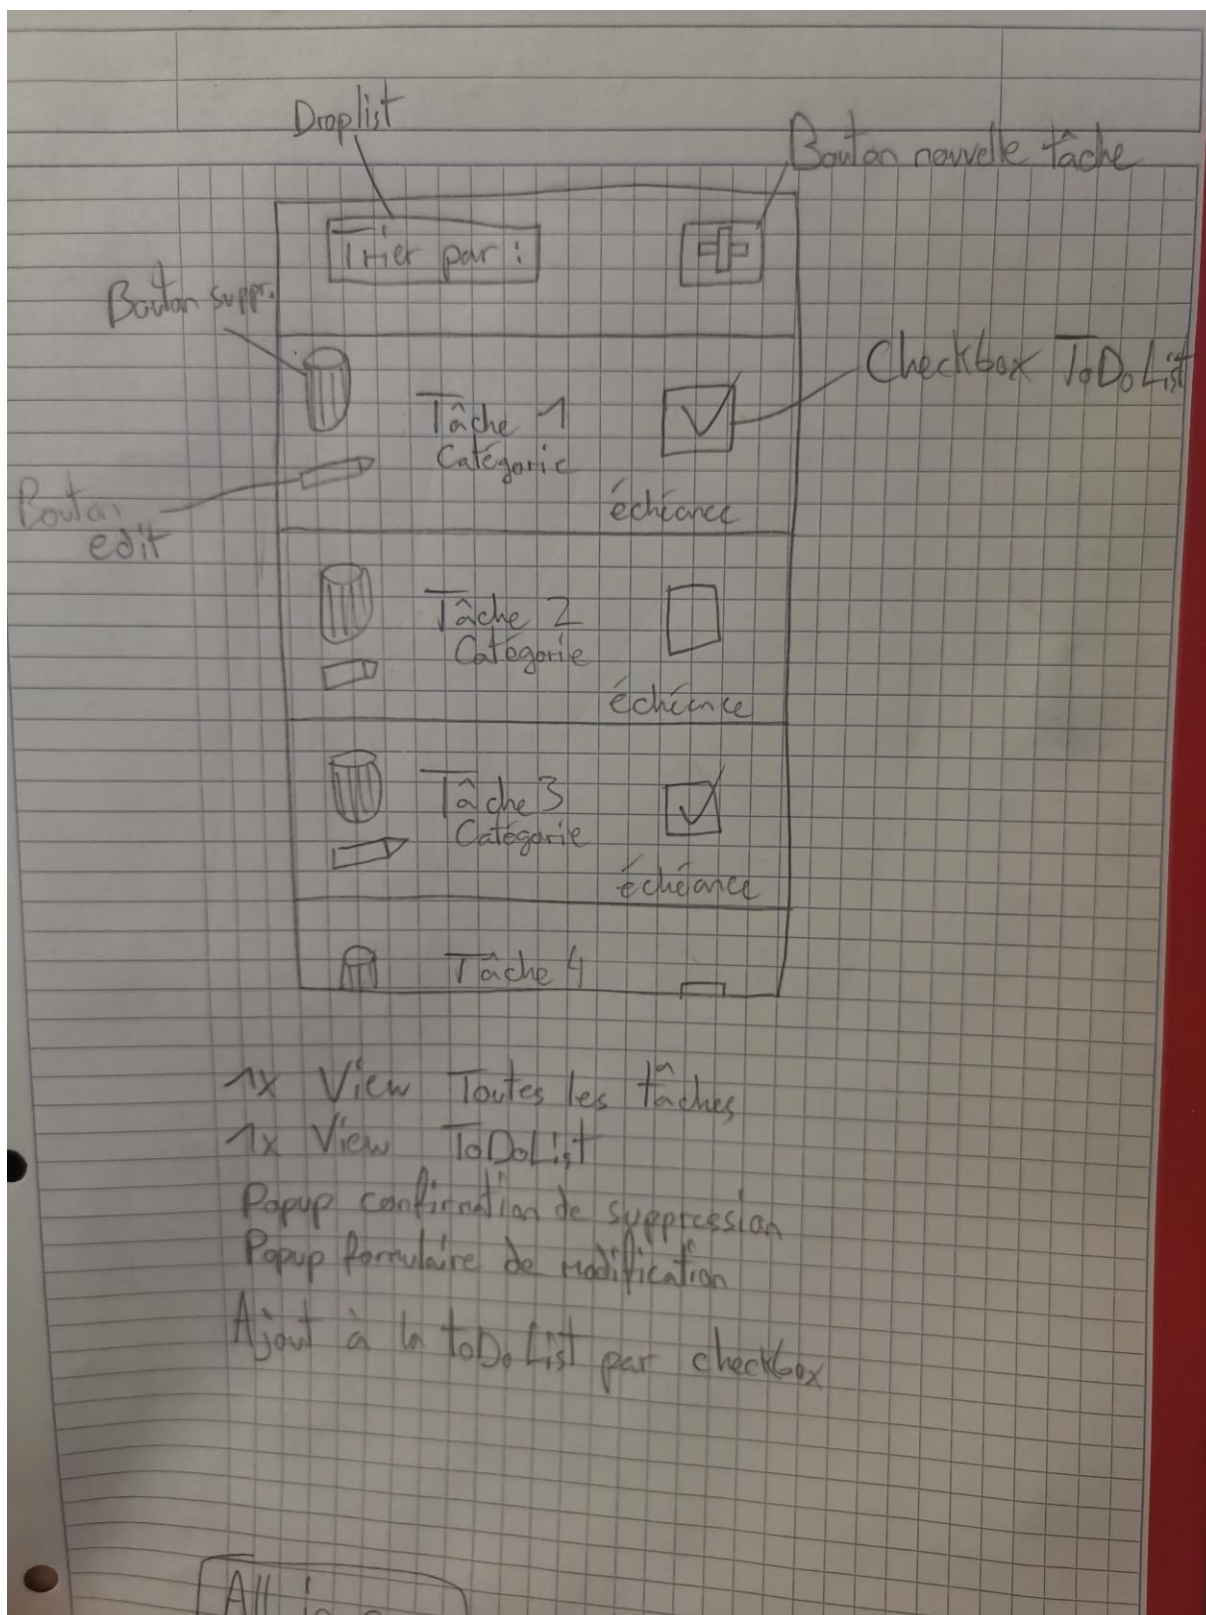 Droplist
Bouton nouvelle tâche
Trier par :
Bouton suppr.
Checkbox ToDoList
Tâche 1
Catégorie
échéance
Bouton
edit
Tâche 2
Catégorie
échéance
Tâche 3
Catégorie
échéance
Tâche 4
1x View Toutes les tâches
1x View ToDoList
Popup confirmation de suppression
Popup formulaire de modification
Ajout à la toDoList par checkbox
All